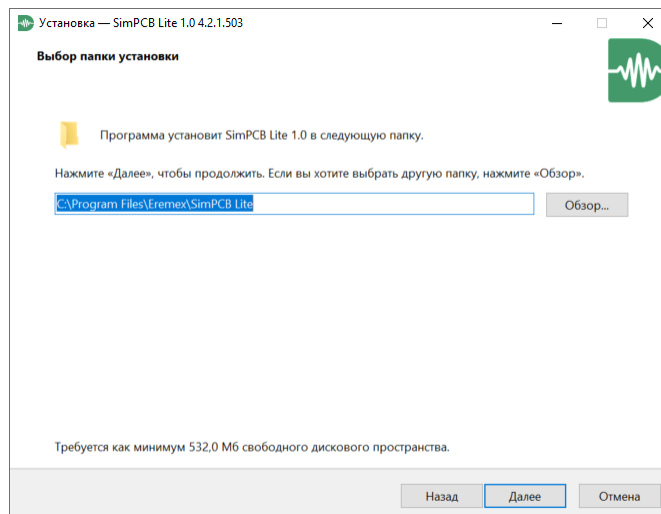 Установка — SimPCB Lite 1.0 4.2.1.503
Выбор папки установки
Программа установит SimPCB Lite 1.0 в следующую папку.
Нажмите «Далее», чтобы продолжить. Если вы хотите выбрать другую папку, нажмите «Обзор».
C:\Program Files\Eremex\SimPCB Lite
Обзор...
Требуется как минимум 532,0 Мб свободного дискового пространства.
Назад
Далее
Отмена